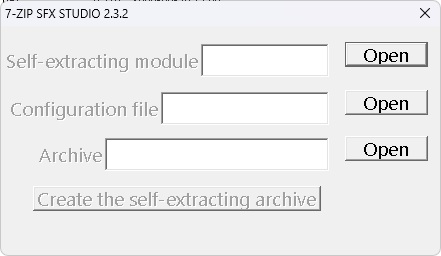 7-ZIP SFX STUDIO 2.3.2
Self-extracting module Open
Configuration file Open
Archive Open
Create the self-extracting archive